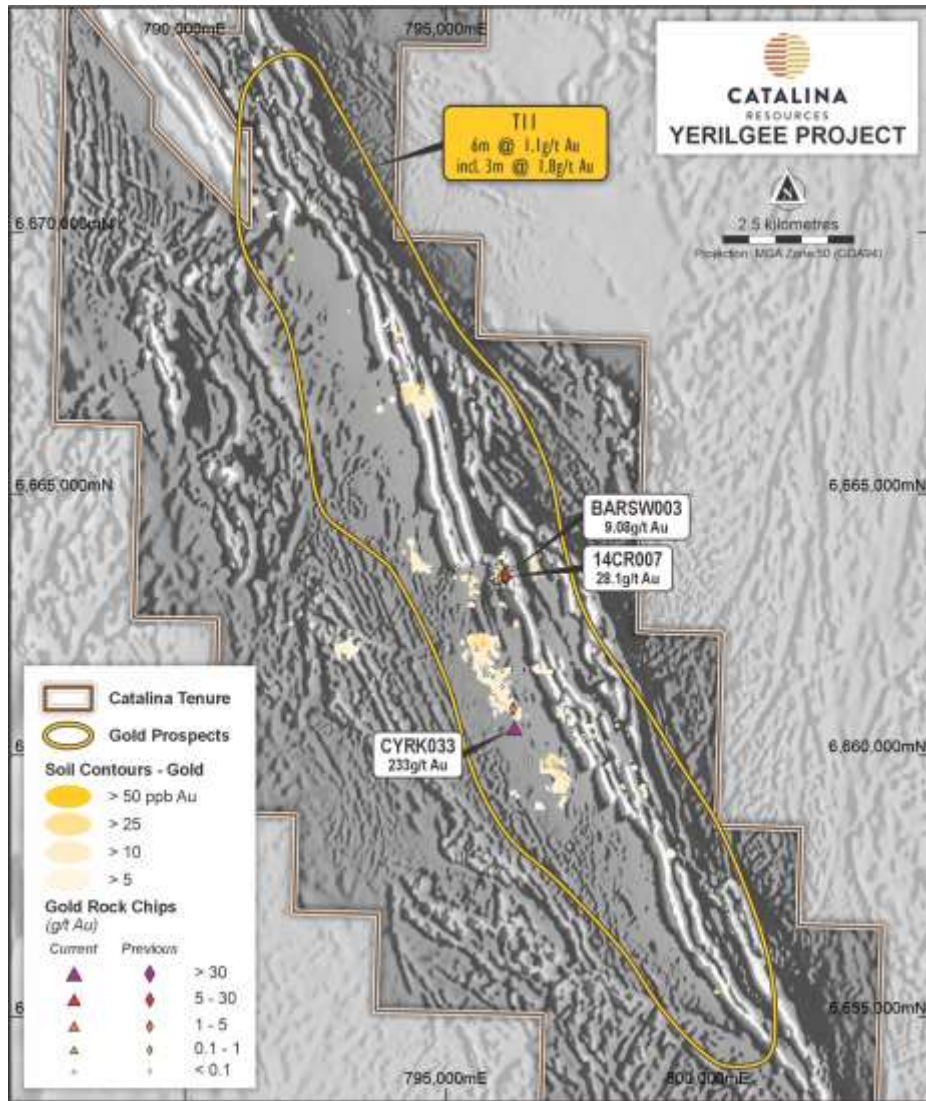 790,000mE
795,000mE
CATALINA
RESOURCES
YERILGEE PROJECT
2.5 kilometres
Projection: MGA Zone 50 (GDA94)
T11
6m @ 1.1g/t Au
incl. 3m @ 1.8g/t Au
6,670,000mN
6,665,000mN
6,665,000mN
BARSW003
9.08g/t Au
14CR007
28.1g/t Au
CYRK033
233g/t Au
6,660,000mN
6,655,000mN
795,000mE
800,000mE
Catalina Tenure
Gold Prospects
Soil Contours - Gold
> 50 ppb Au
> 25
> 10
> 5
Gold Rock Chips
(g/t Au)
Current Previous
> 30
5 - 30
1 - 5
0.1 - 1
< 0.1